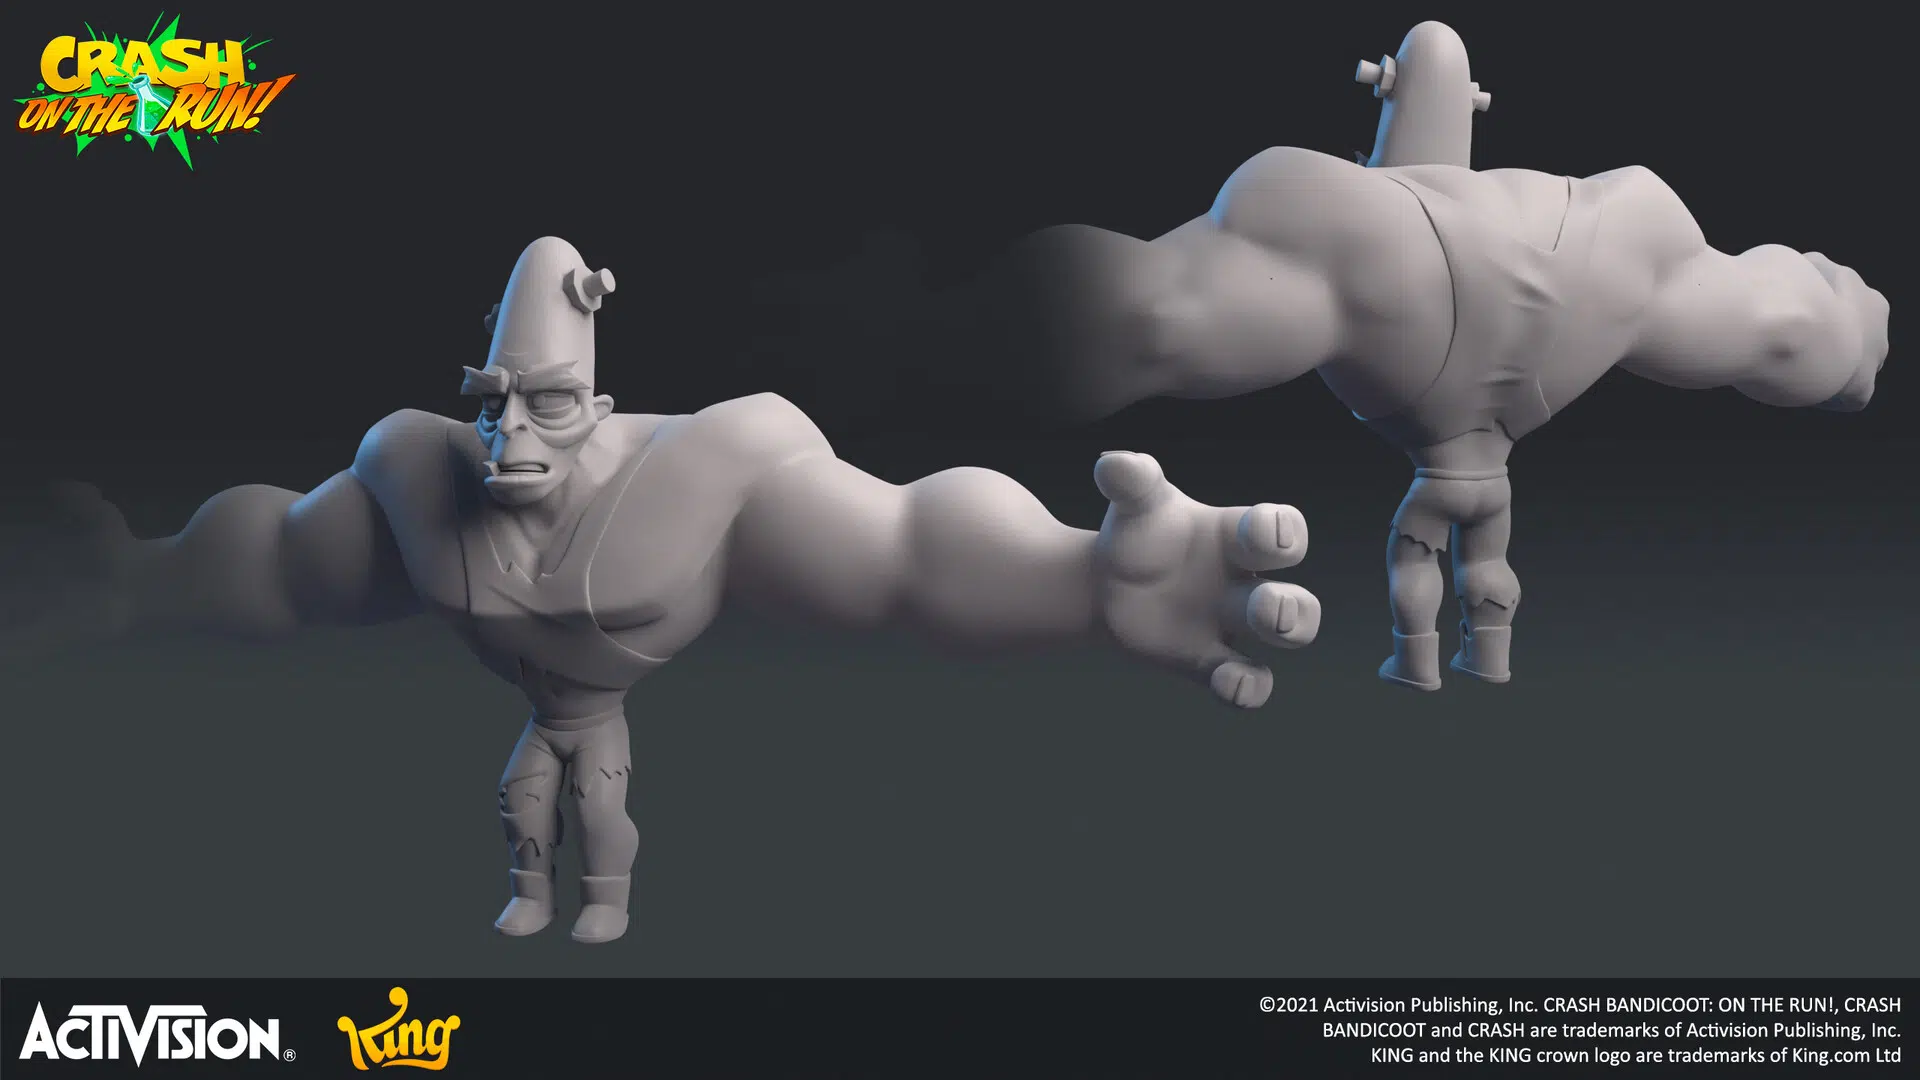 CRASH
ON THE RUN!
ACTIVISION®
King
©2021 Activision Publishing, Inc. CRASH BANDICOOT: ON THE RUN!, CRASH
BANDICOOT and CRASH are trademarks of Activision Publishing, Inc.
KING and the KING crown logo are trademarks of King.com Ltd